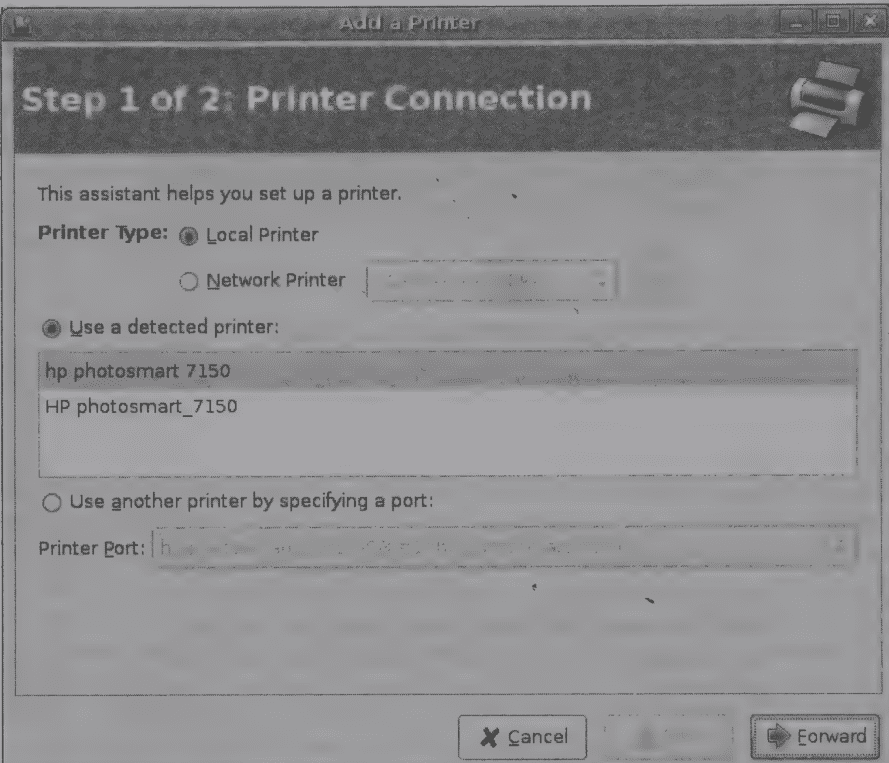 Add a Printer
Step 1 of 2: Printer Connection
This assistant helps you set up a printer.
Printer Type: Local Printer
Network Printer
Use a detected printer:
hp photosmart 7150
HP photosmart_7150
Use another printer by specifying a port:
Printer Port:
Cancel Forward